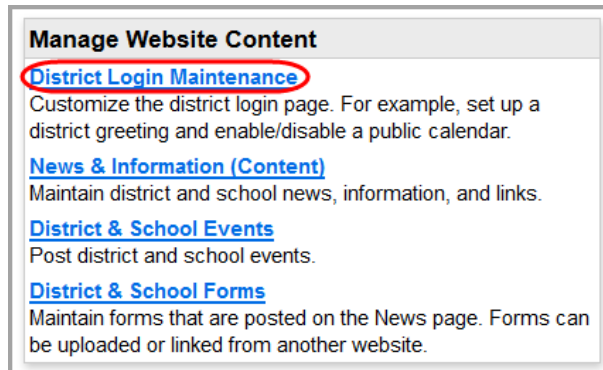 Manage Website Content
District Login Maintenance
Customize the district login page. For example, set up a
district greeting and enable/disable a public calendar.
News & Information (Content)
Maintain district and school news, information, and links.
District & School Events
Post district and school events.
District & School Forms
Maintain forms that are posted on the News page. Forms can
be uploaded or linked from another website.